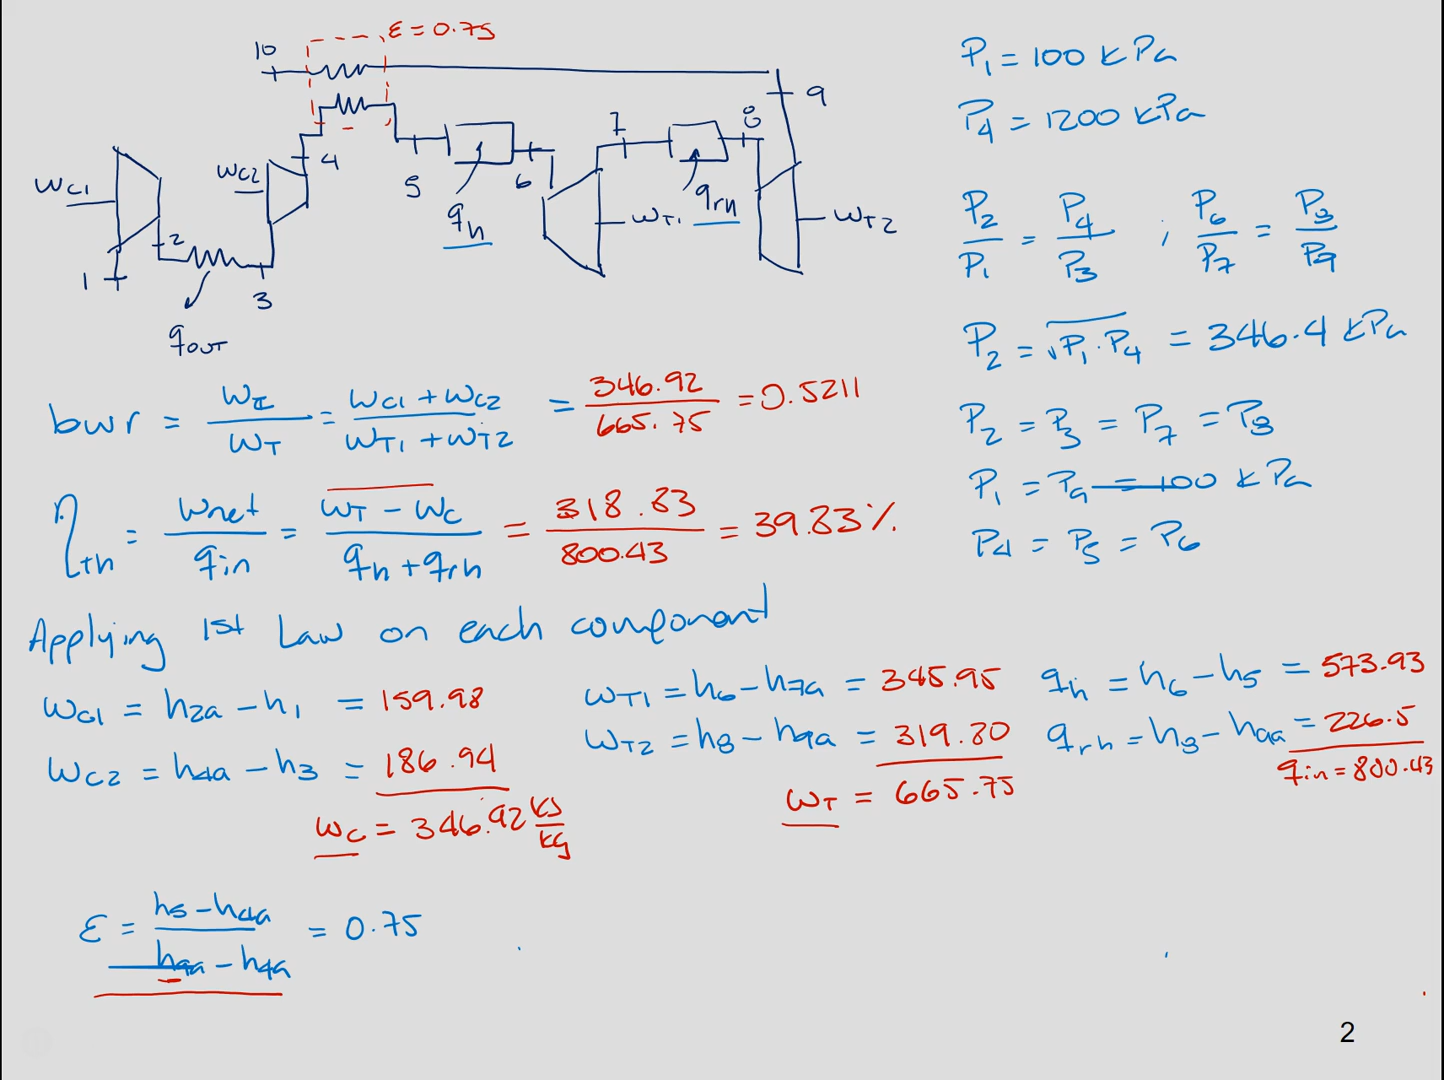 ε = 0.75
10
9
P₁ = 100 kPa
P₄ = 1200 kPa
WC1
WC2
4
5
6
7
8
qh
WT1
qrh
WT2
1
2
3
qOUT
P₂/P₁ = P₄/P₃ ; P₆/P₇ = P₈/P₉
P₂ = √P₁·P₄ = 346.4 kPa
P₂ = P₃ = P₇ = P₈
P₁ = P₉ = 100 kPa
P₄ = P₅ = P₆
bwr = Wc/WT = (WC1 + WC2)/(WT1 + WT2) = 346.92/665.75 = 0.5211
ηth = Wnet/qin = (WT − Wc)/(qh + qrh) = 318.83/800.43 = 39.83%
Applying 1st Law on each component
WC1 = h2a − h1 = 159.98
WC2 = h4a − h3 = 186.94
WC = 346.92 kJ/kg
WT1 = h6 − h7a = 345.95
WT2 = h8 − h9a = 319.80
WT = 665.75
qh = h6 − h5 = 573.93
qrh = h8 − h9a = 226.5
qin = 800.43
ε = (h5 − h4a)/(h9a − h4a) = 0.75
2